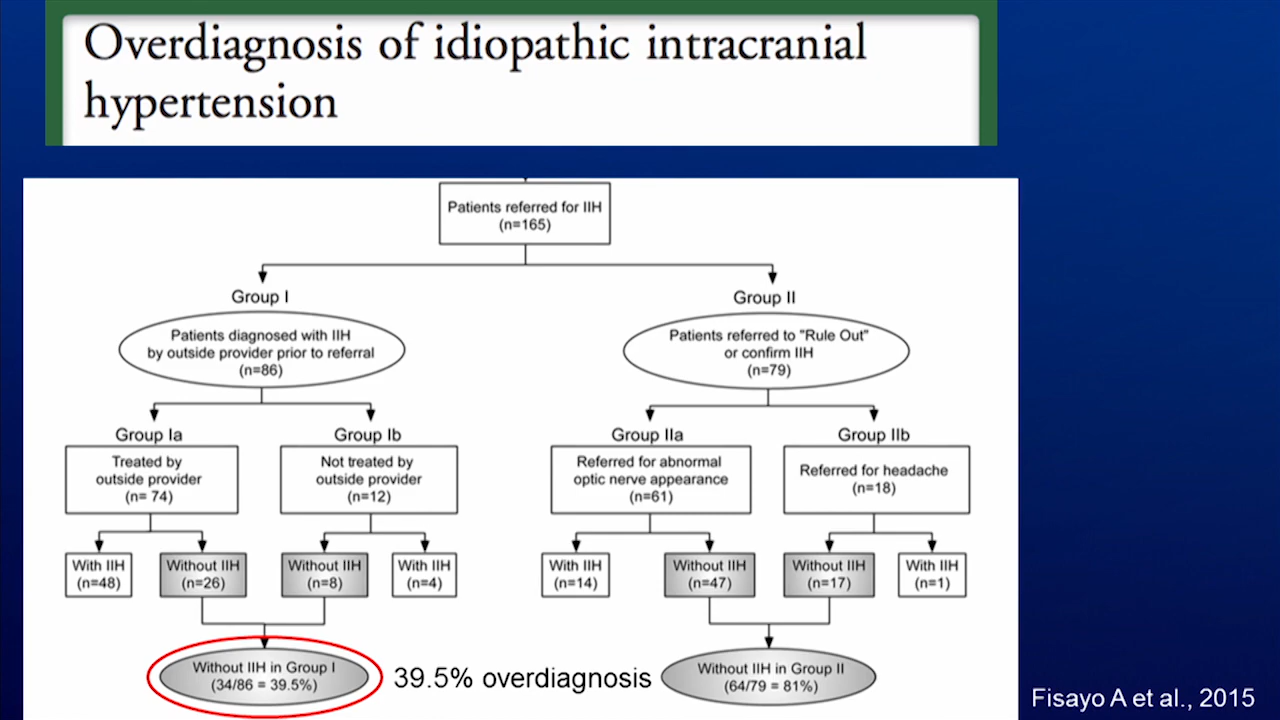 Overdiagnosis of idiopathic intracranial
hypertension
Patients referred for IIH
(n=165)
Group I
Group II
Patients diagnosed with IIH
by outside provider prior to referral
(n=86)
Patients referred to "Rule Out"
or confirm IIH
(n=79)
Group Ia
Group Ib
Group IIa
Group IIb
Treated by
outside provider
(n= 74)
Not treated by
outside provider
(n=12)
Referred for abnormal
optic nerve appearance
(n=61)
Referred for headache
(n=18)
With IIH
(n=48)
Without IIH
(n=26)
Without IIH
(n=8)
With IIH
(n=4)
With IIH
(n=14)
Without IIH
(n=47)
Without IIH
(n=17)
With IIH
(n=1)
Without IIH in Group I
(34/86 = 39.5%)
39.5% overdiagnosis
Without IIH in Group II
(64/79 = 81%)
Fisayo A et al., 2015